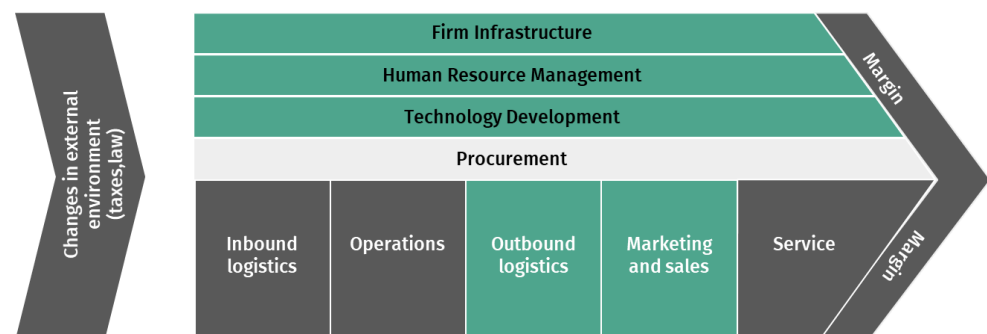 Changes in external
environment
(taxes,law)
Firm Infrastructure
Human Resource Management
Technology Development
Procurement
Margin
Inbound
logistics
Operations
Outbound
logistics
Marketing
and sales
Service
Margin